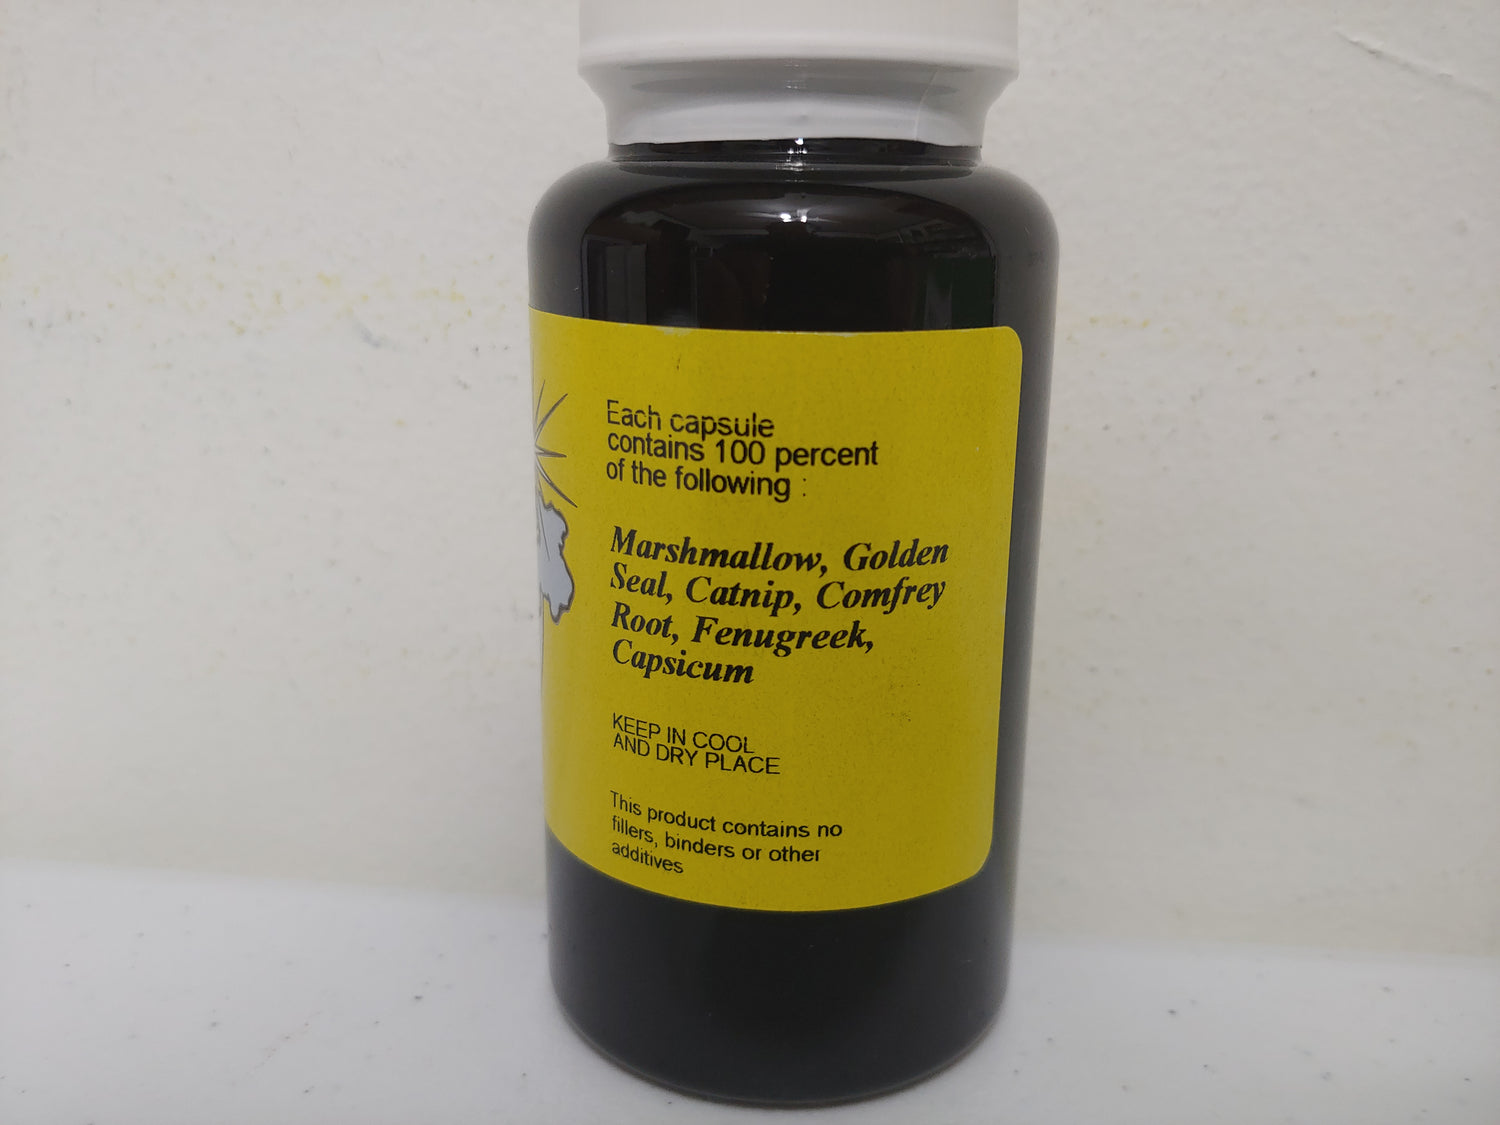 Each capsule
contains 100 percent
of the following :
Marshmallow, Golden
Seal, Catnip, Comfrey
Root, Fenugreek,
Capsicum
KEEP IN COOL
AND DRY PLACE
This product contains no
fillers, binders or other
additives